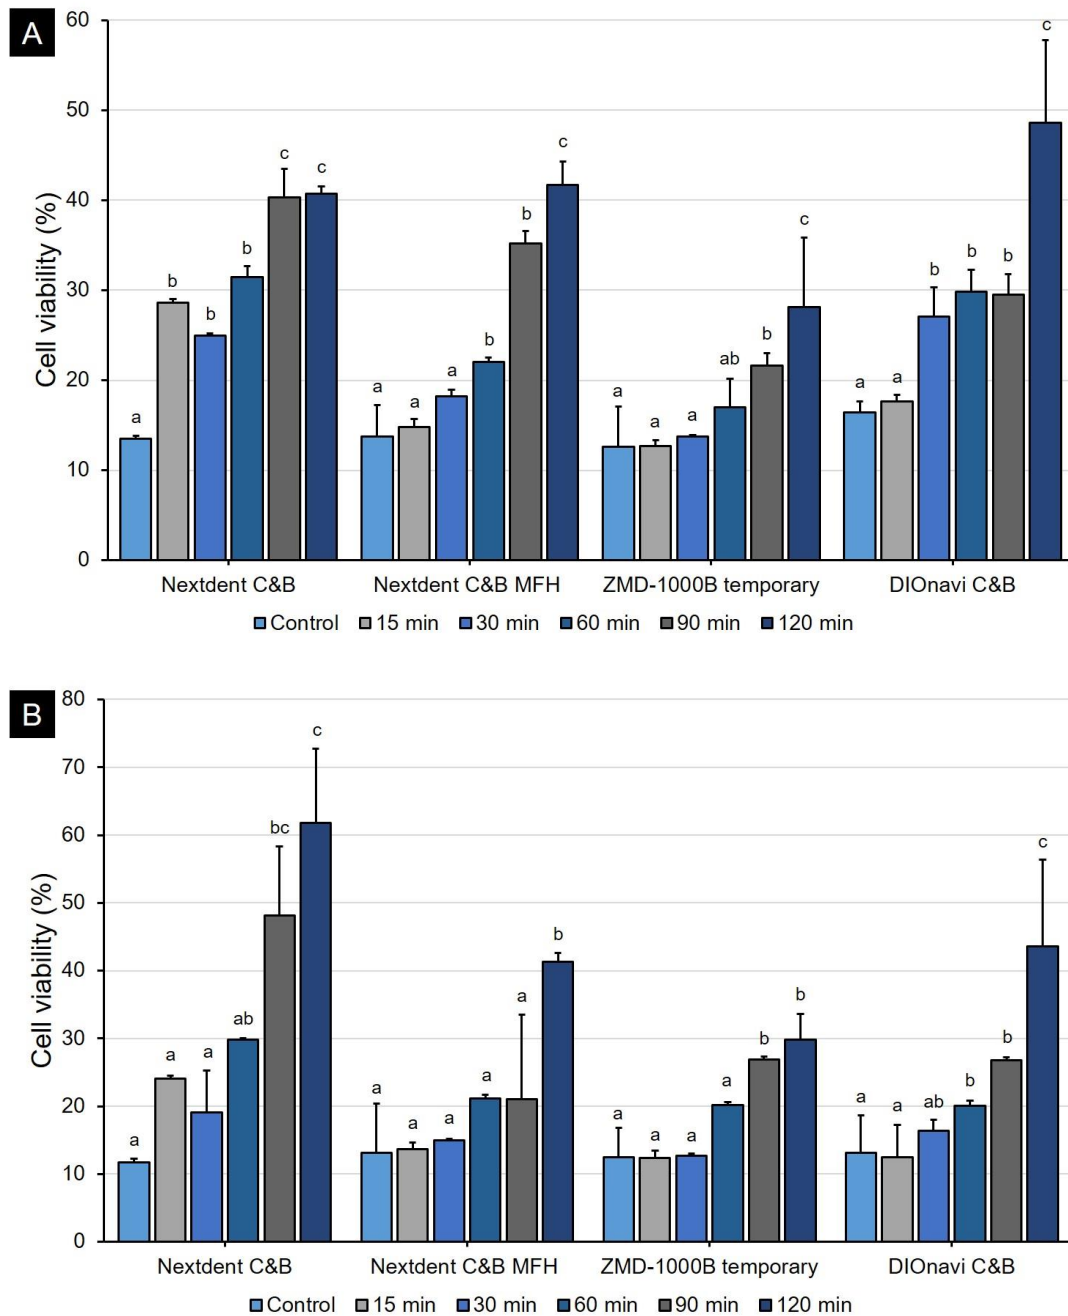 A
60
50
40
30
20
10
0
Cell viability (%)
a b b b c c
a a a b b c
a a a ab b c
a a b b b c
Nextdent C&B Nextdent C&B MFH ZMD-1000B temporary DIOnavi C&B
Control 15 min 30 min 60 min 90 min 120 min
B
80
70
60
50
40
30
20
10
0
Cell viability (%)
a a a ab bc c
a a a a a b
a a a a b b
a a ab b b c
Nextdent C&B Nextdent C&B MFH ZMD-1000B temporary DIOnavi C&B
Control 15 min 30 min 60 min 90 min 120 min